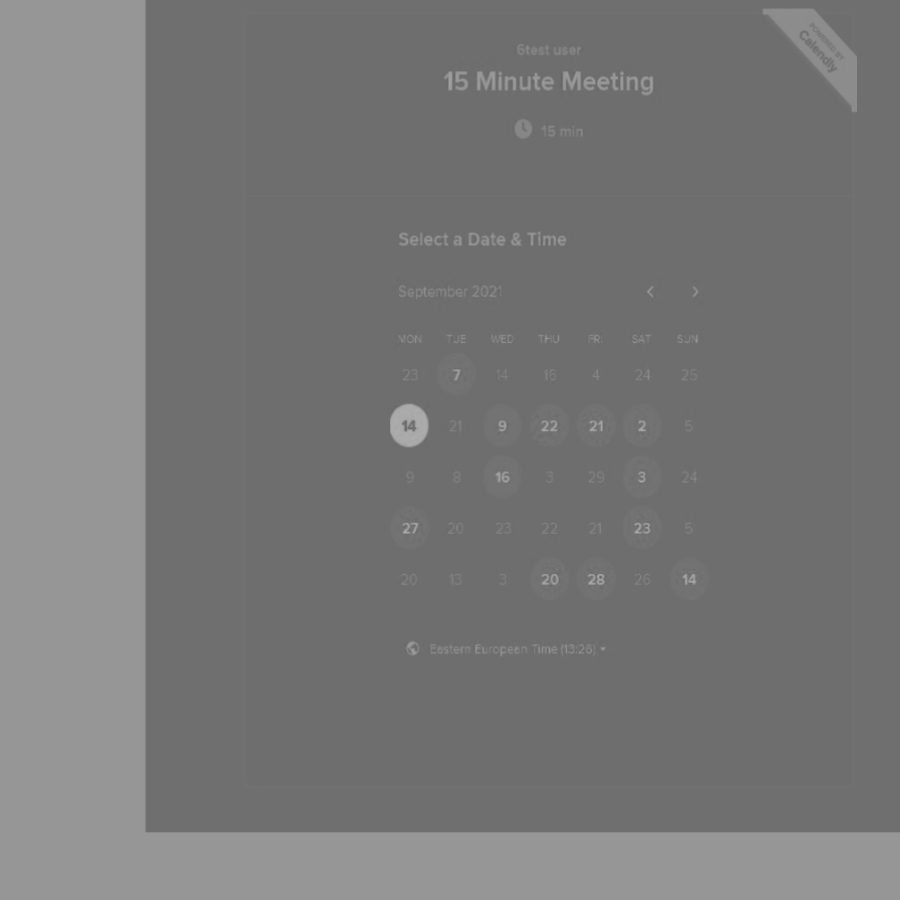 6test user
15 Minute Meeting
15 min
POWERED BY
Calendly
Select a Date & Time
September 2021
MON TUE WED THU FRI SAT SUN
23 7 14 15 4 24 25
14 21 9 22 21 2 5
9 8 16 3 29 3 24
27 20 23 22 21 23 5
20 13 3 20 28 26 14
Eastern European Time (13:26)